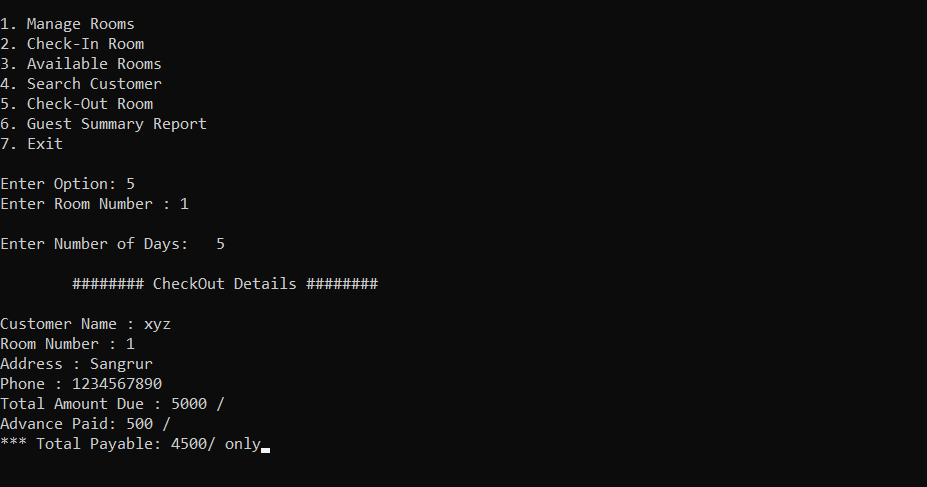 1. Manage Rooms
2. Check-In Room
3. Available Rooms
4. Search Customer
5. Check-Out Room
6. Guest Summary Report
7. Exit
Enter Option: 5
Enter Room Number : 1
Enter Number of Days:   5
######## CheckOut Details ########
Customer Name : xyz
Room Number : 1
Address : Sangrur
Phone : 1234567890
Total Amount Due : 5000 /
Advance Paid: 500 /
*** Total Payable: 4500/ only